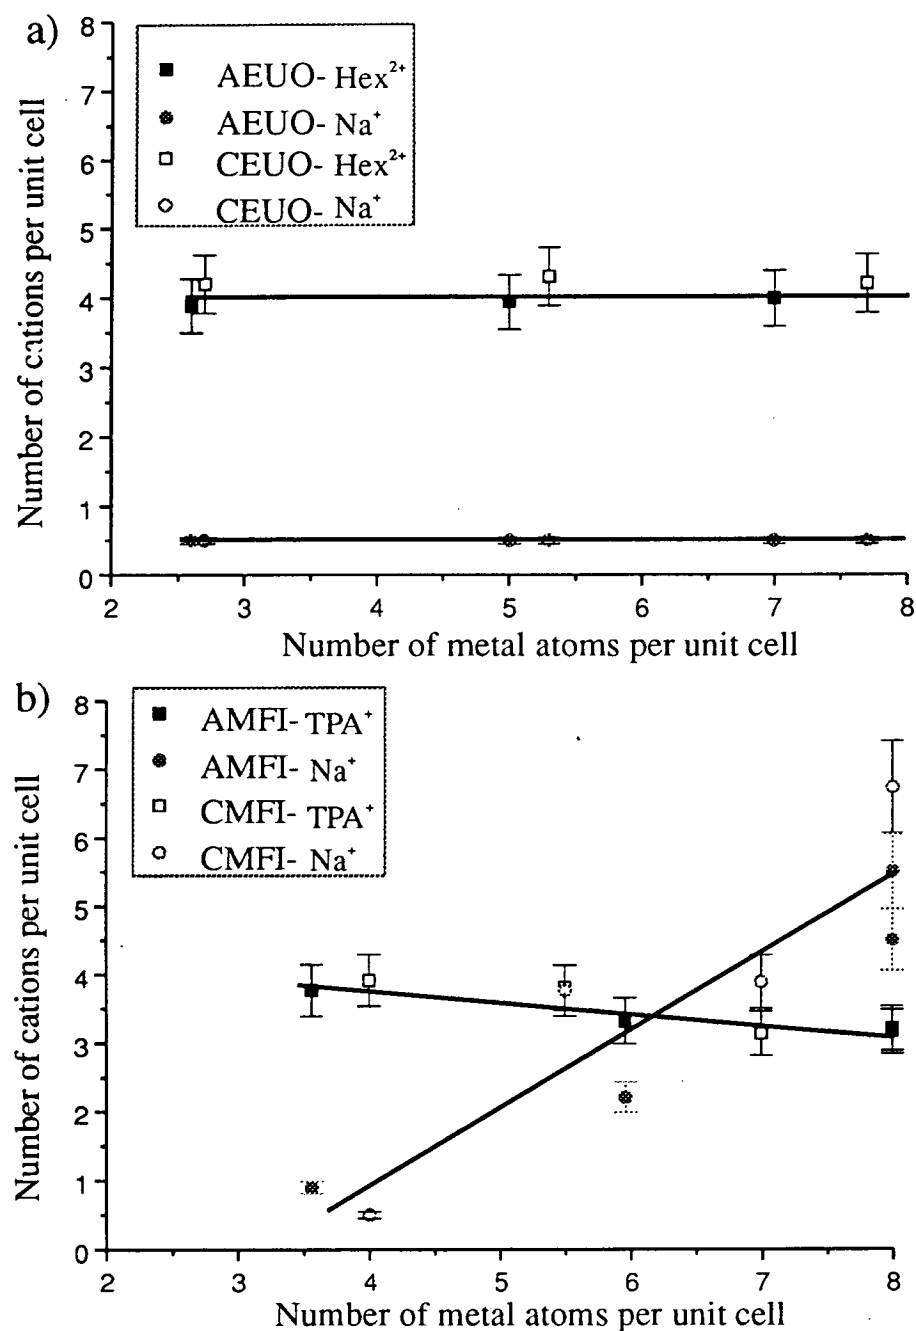 a)
8
7
6
5
4
3
2
1
0
Number of cations per unit cell
AEUO- Hex²⁺
AEUO- Na⁺
CEUO- Hex²⁺
CEUO- Na⁺
2 3 4 5 6 7 8
Number of metal atoms per unit cell
b)
8
7
6
5
4
3
2
1
0
Number of cations per unit cell
AMFI- TPA⁺
AMFI- Na⁺
CMFI- TPA⁺
CMFI- Na⁺
2 3 4 5 6 7 8
Number of metal atoms per unit cell